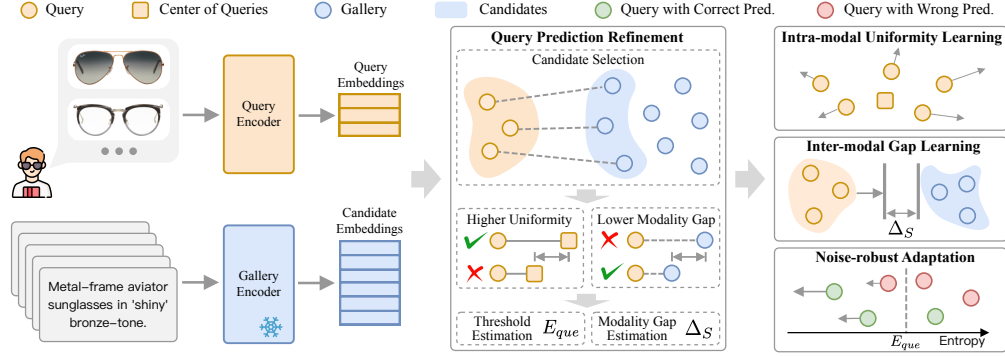 Query
Center of Queries
Gallery
Candidates
Query with Correct Pred.
Query with Wrong Pred.
Query
Encoder
Query
Embeddings
Metal-frame aviator
sunglasses in 'shiny'
bronze-tone.
Gallery
Encoder
Candidate
Embeddings
Query Prediction Refinement
Candidate Selection
Higher Uniformity
Lower Modality Gap
Threshold
Estimation
E_que
Modality Gap
Estimation
Δ_S
Intra-modal Uniformity Learning
Inter-modal Gap Learning
Δ_S
Noise-robust Adaptation
E_que
Entropy